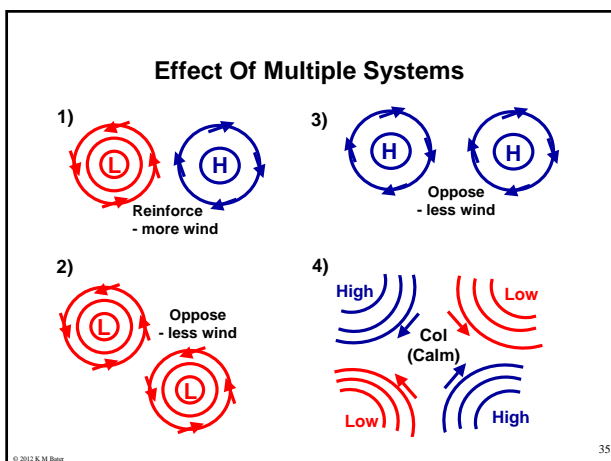 Effect Of Multiple Systems
1)
L
H
Reinforce
- more wind
2)
L
L
Oppose
- less wind
3)
H
H
Oppose
- less wind
4)
High
Low
Col
(Calm)
Low
High
© 2012 K M Bater
35